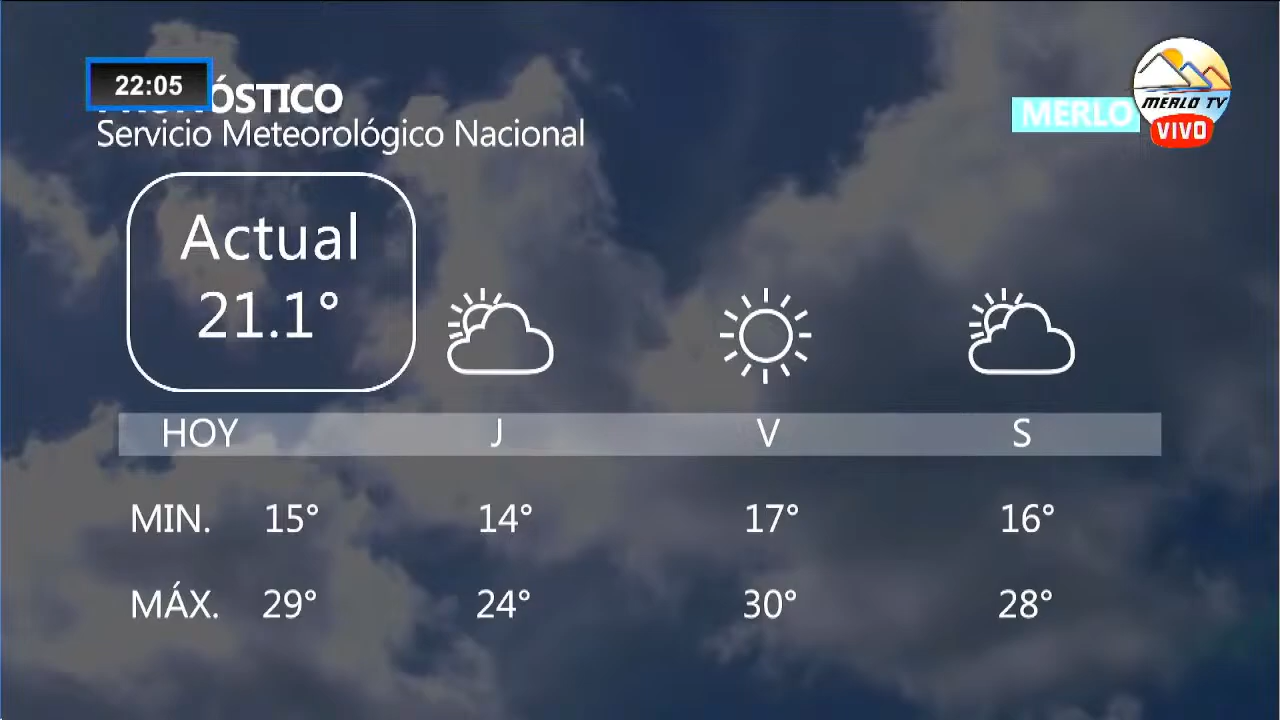 22:05
PRONÓSTICO
Servicio Meteorológico Nacional
MERLO
MERLO TV
VIVO
Actual
21.1°
HOY J V S
MIN. 15° 14° 17° 16°
MÁX. 29° 24° 30° 28°